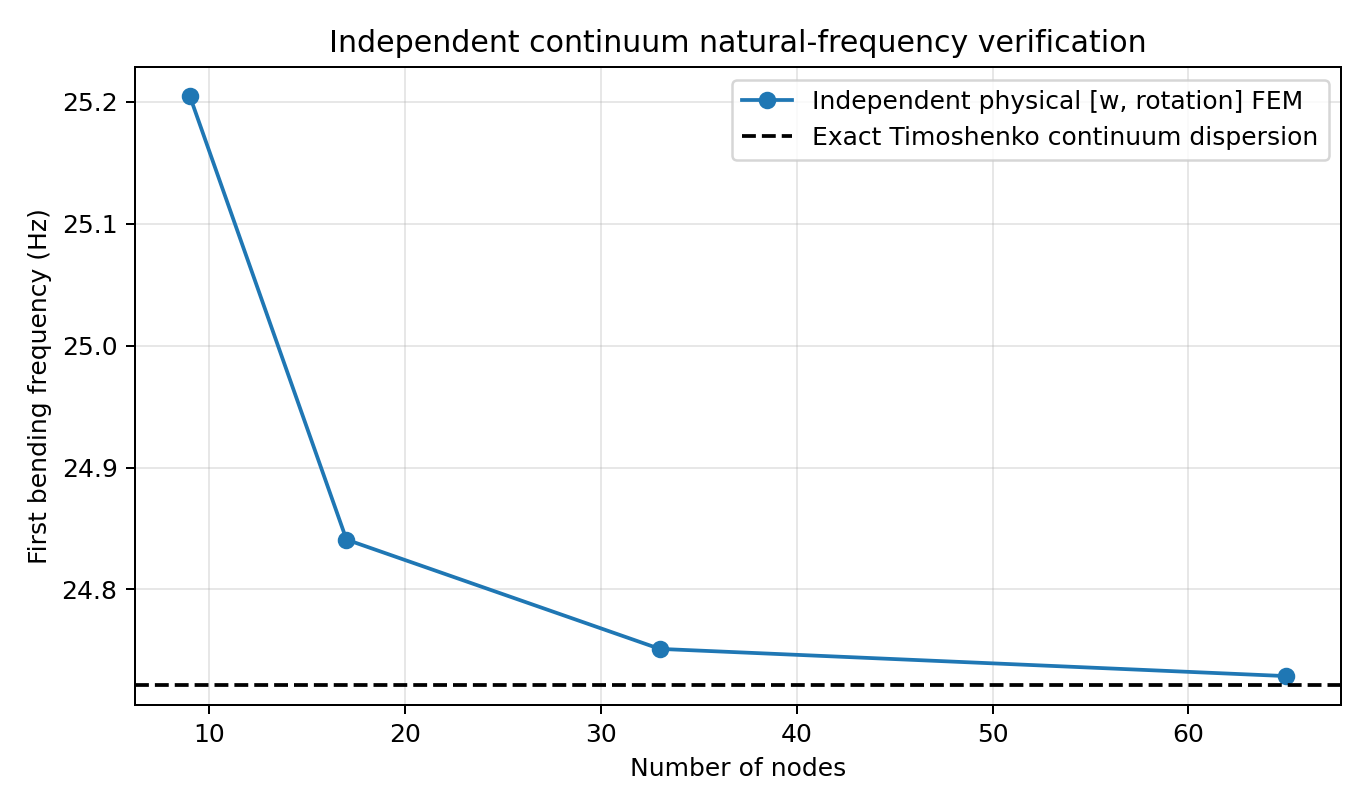 Independent continuum natural-frequency verification
Independent physical [w, rotation] FEM
Exact Timoshenko continuum dispersion
First bending frequency (Hz)
25.2
25.1
25.0
24.9
24.8
10 20 30 40 50 60
Number of nodes